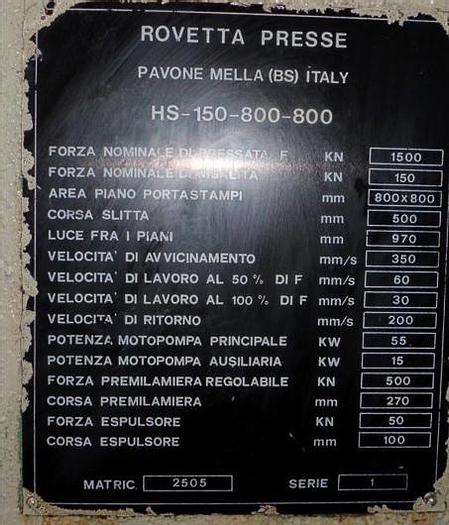 ROVETTA PRESSE
PAVONE MELLA (BS) ITALY
HS-150-800-800
FORZA NOMINALE DI PRESSATA F KN 1500
FORZA NOMINALE DI RISALITA KN 150
AREA PIANO PORTASTAMPI mm 800x800
CORSA SLITTA mm 500
LUCE FRA I PIANI mm 970
VELOCITA' DI AVVICINAMENTO mm/s 350
VELOCITA' DI LAVORO AL 50 % DI F mm/s 60
VELOCITA' DI LAVORO AL 100 % DI F mm/s 30
VELOCITA' DI RITORNO mm/s 200
POTENZA MOTOPOMPA PRINCIPALE KW 55
POTENZA MOTOPOMPA AUSILIARIA KW 15
FORZA PREMILAMIERA REGOLABILE KN 500
CORSA PREMILAMIERA mm 270
FORZA ESPULSORE KN 50
CORSA ESPULSORE mm 100
MATRIC. 2505 SERIE 1